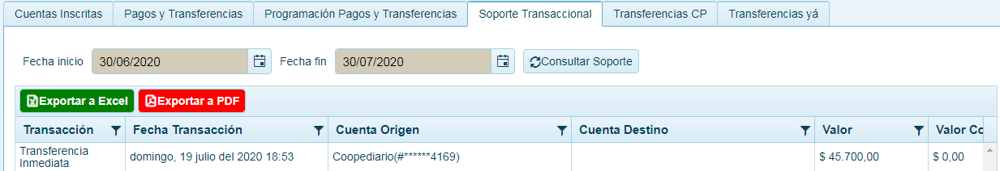 Cuentas Inscritas Pagos y Transferencias Programación Pagos y Transferencias Soporte Transaccional Transferencias CP Transferencias yá
Fecha inicio 30/06/2020 Fecha fin 30/07/2020 Consultar Soporte
Exportar a Excel Exportar a PDF
Transacción Fecha Transacción Cuenta Origen Cuenta Destino Valor Valor Co
Transferencia
Inmediata domingo, 19 julio del 2020 18:53 Coopediario(#******4169) $ 45.700,00 $ 0,00